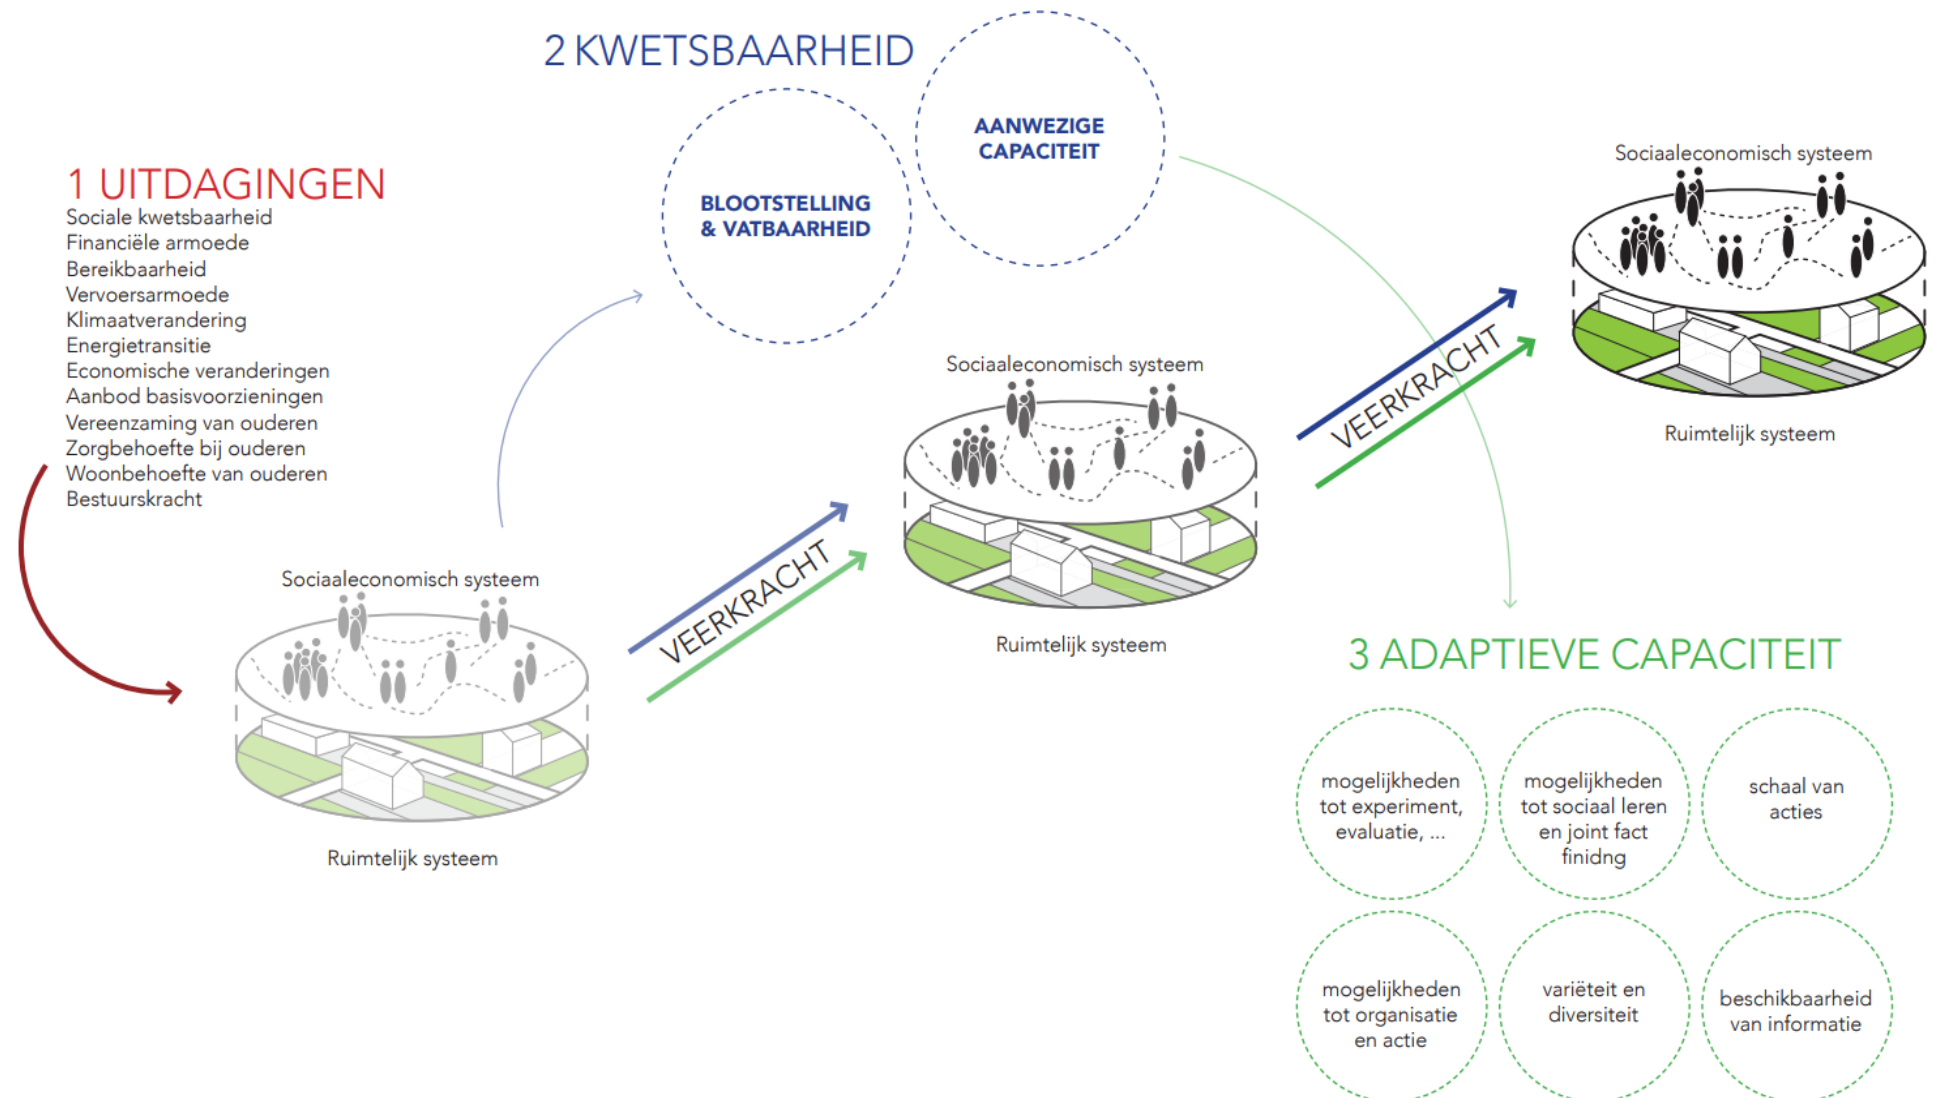 2 KWETSBAARHEID
AANWEZIGE
CAPACITEIT
BLOOTSTELLING
& VATBAARHEID
1 UITDAGINGEN
Sociale kwetsbaarheid
Financiële armoede
Bereikbaarheid
Vervoersarmoede
Klimaatverandering
Energietransitie
Economische veranderingen
Aanbod basisvoorzieningen
Vereenzaming van ouderen
Zorgbehoefte bij ouderen
Woonbehoefte van ouderen
Bestuurskracht
Sociaaleconomisch systeem
Ruimtelijk systeem
VEERKRACHT
Sociaaleconomisch systeem
Ruimtelijk systeem
VEERKRACHT
Sociaaleconomisch systeem
Ruimtelijk systeem
3 ADAPTIEVE CAPACITEIT
mogelijkheden
tot experiment,
evaluatie, ...
mogelijkheden
tot sociaal leren
en joint fact
finidng
schaal van
acties
mogelijkheden
tot organisatie
en actie
variëteit en
diversiteit
beschikbaarheid
van informatie